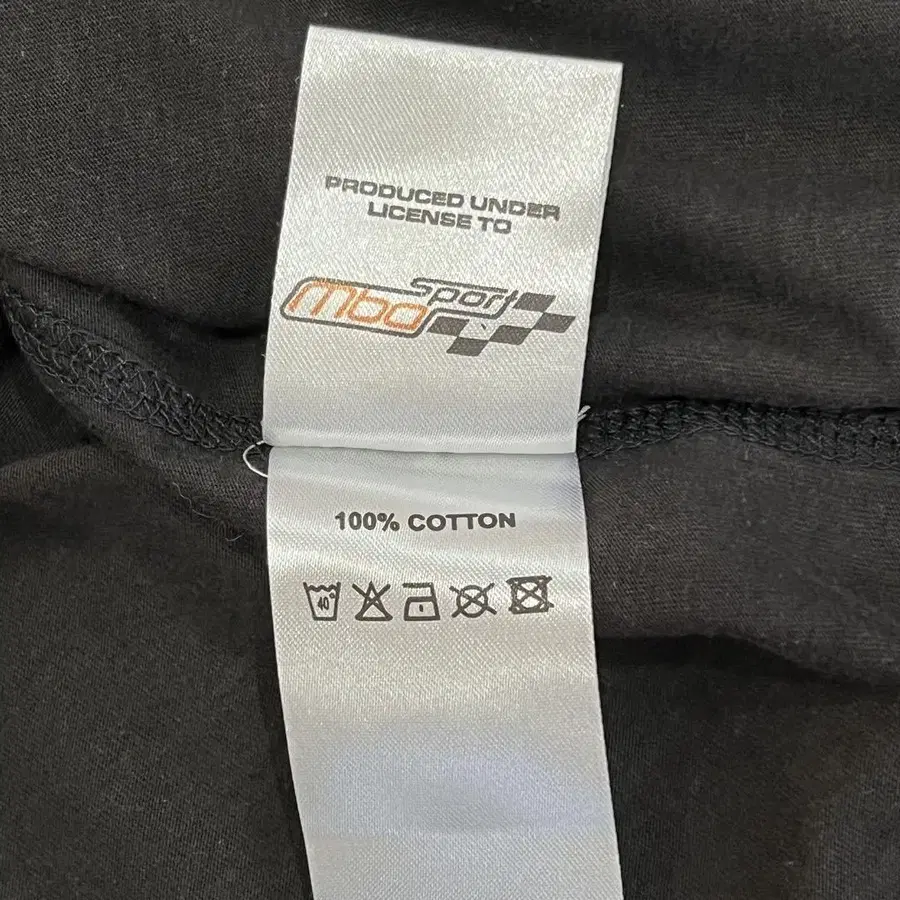 PRODUCED UNDER
LICENSE TO
Sport
Mba
100% COTTON
40°